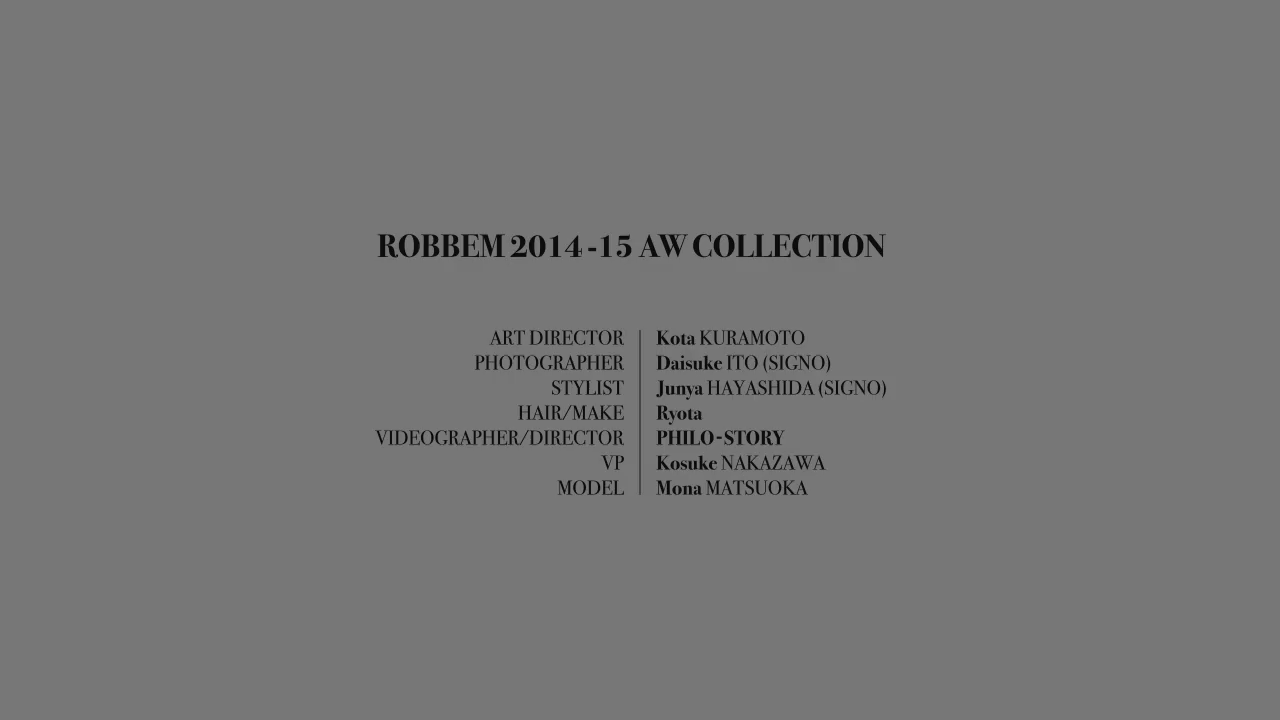 ROBBEM 2014-15 AW COLLECTION
ART DIRECTOR Kota KURAMOTO
PHOTOGRAPHER Daisuke ITO (SIGNO)
STYLIST Junya HAYASHIDA (SIGNO)
HAIR/MAKE Ryota
VIDEOGRAPHER/DIRECTOR PHILO-STORY
VP Kosuke NAKAZAWA
MODEL Mona MATSUOKA